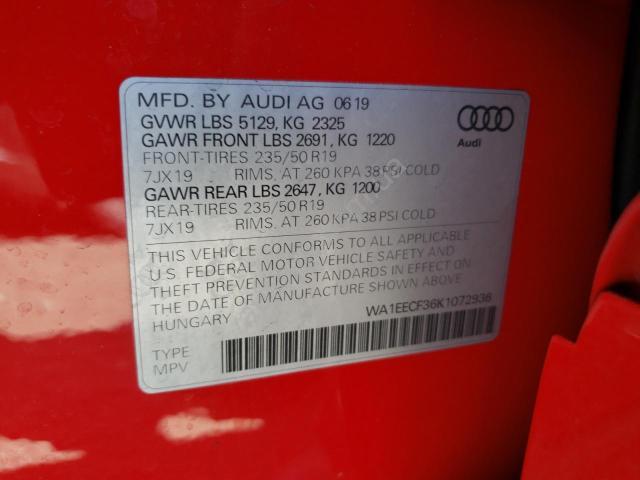 MFD. BY AUDI AG 06 19
GVWR LBS 5129, KG 2325
GAWR FRONT LBS 2691, KG 1220
FRONT-TIRES 235/50 R19
7JX19 RIMS, AT 260 KPA 38 PSI COLD
GAWR REAR LBS 2647, KG 1200
REAR-TIRES 235/50 R19
7JX19 RIMS, AT 260 KPA 38 PSI COLD
Audi
THIS VEHICLE CONFORMS TO ALL APPLICABLE
U.S. FEDERAL MOTOR VEHICLE SAFETY AND
THEFT PREVENTION STANDARDS IN EFFECT ON
THE DATE OF MANUFACTURE SHOWN ABOVE
HUNGARY
WA1EECF36K1072936
TYPE
MPV